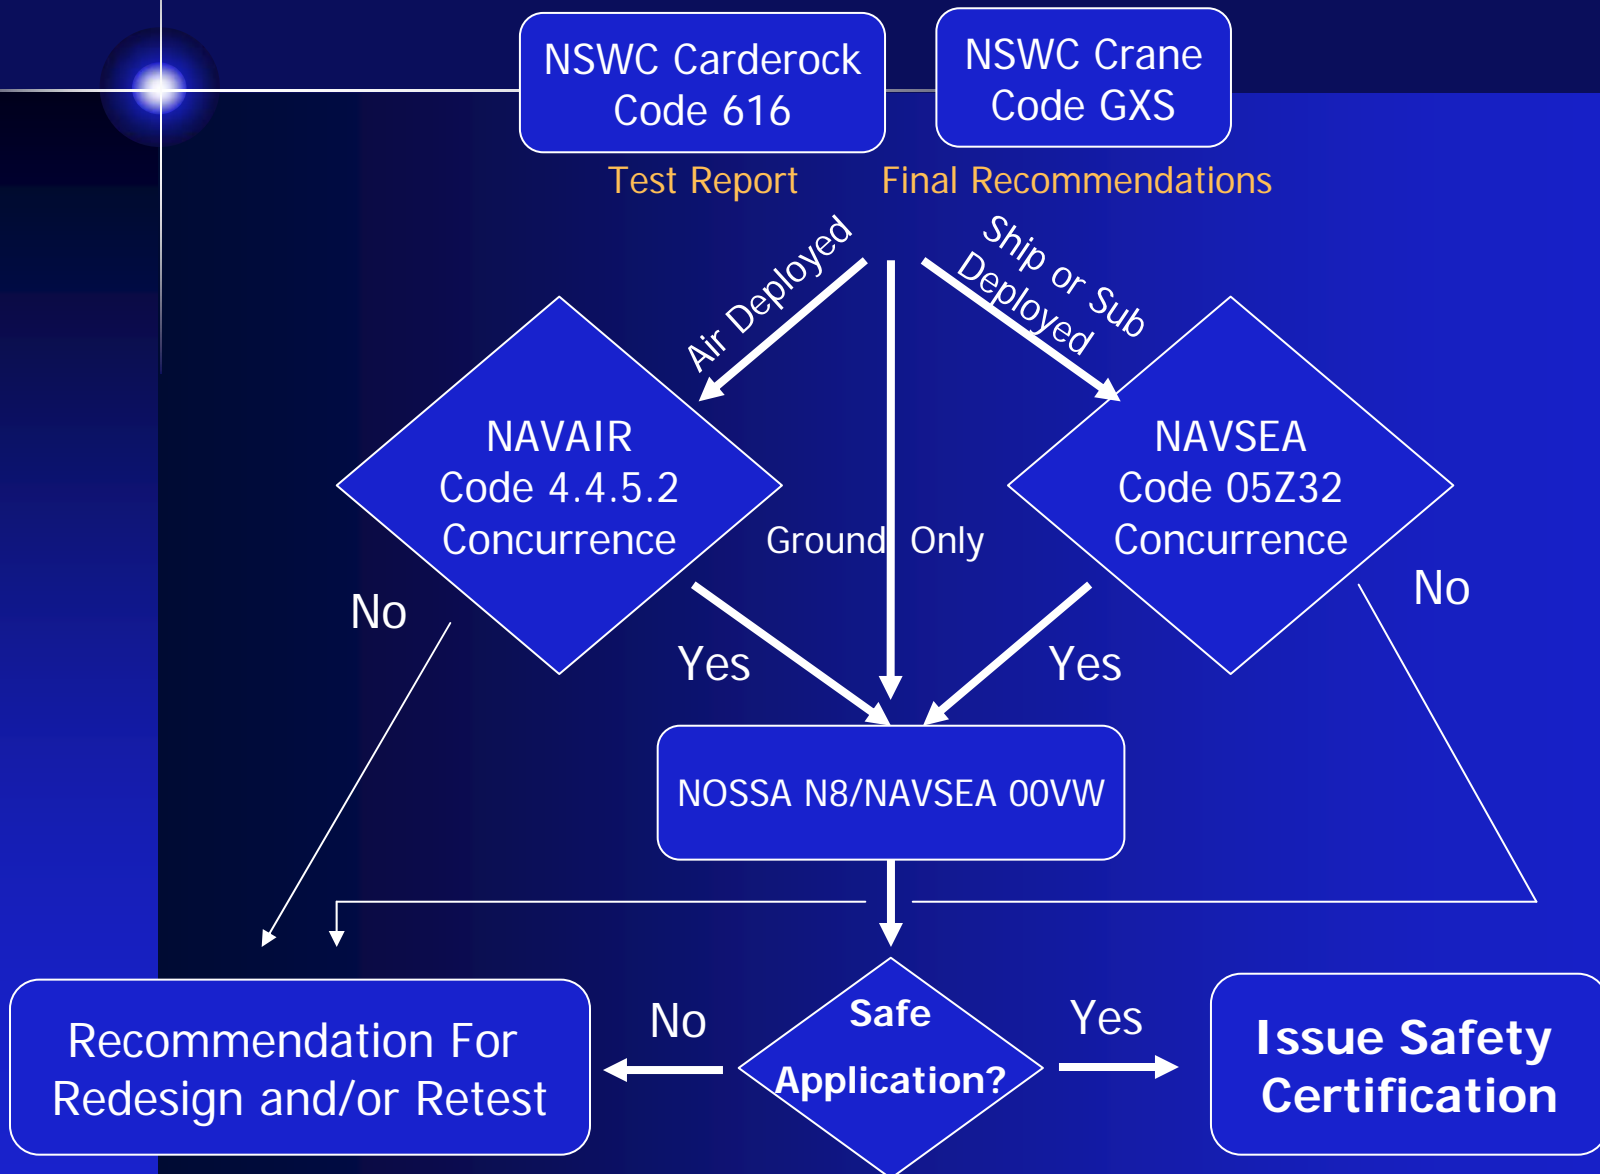 NSWC Carderock
Code 616
NSWC Crane
Code GXS
Test Report
Final Recommendations
Air Deployed
Ship or Sub
Deployed
NAVAIR
Code 4.4.5.2
Concurrence
Ground Only
NAVSEA
Code 05Z32
Concurrence
No
Yes
Yes
No
NOSSA N8/NAVSEA 00VW
Recommendation For
Redesign and/or Retest
No
Safe
Application?
Yes
Issue Safety
Certification